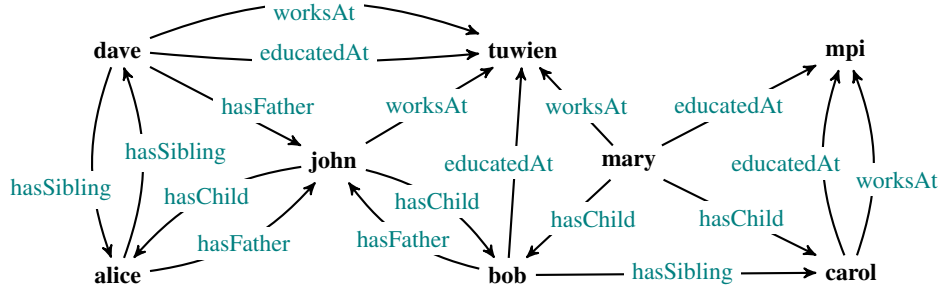 worksAt
dave
educatedAt
tuwien
mpi
hasFather
worksAt
worksAt
educatedAt
hasSibling
john
educatedAt
mary
educatedAt
hasSibling
hasChild
hasChild
hasChild
hasChild
worksAt
hasFather
hasFather
alice
bob
hasSibling
carol